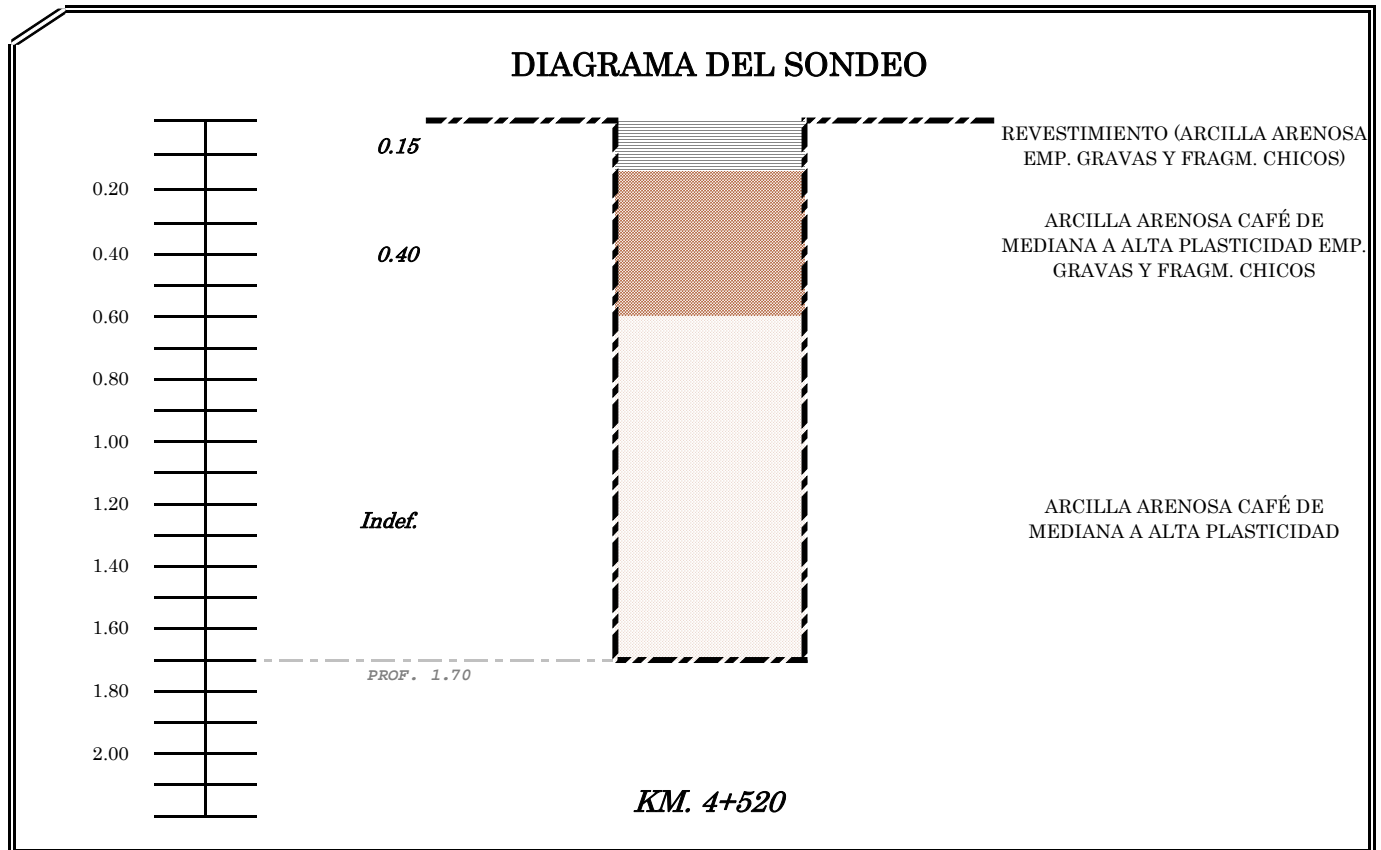 DIAGRAMA DEL SONDEO
0.15
REVESTIMIENTO (ARCILLA ARENOSA
EMP. GRAVAS Y FRAGM. CHICOS)
0.20
0.40
0.40
ARCILLA ARENOSA CAFÉ DE
MEDIANA A ALTA PLASTICIDAD EMP.
GRAVAS Y FRAGM. CHICOS
0.60
0.80
1.00
1.20
Indef.
ARCILLA ARENOSA CAFÉ DE
MEDIANA A ALTA PLASTICIDAD
1.40
1.60
PROF. 1.70
1.80
2.00
KM. 4+520